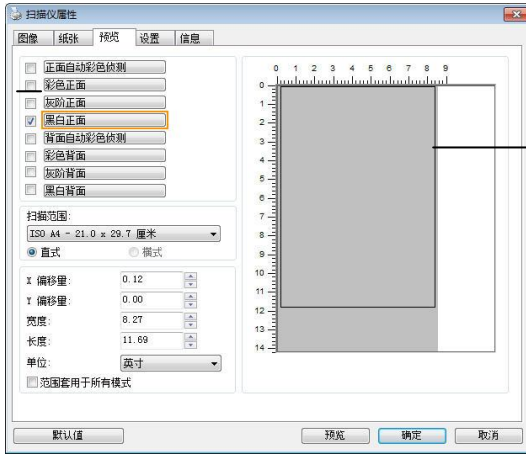 扫描仪属性
图像 纸张 预览 设置 信息
正面自动彩色侦测
彩色正面
灰阶正面
黑白正面
背面自动彩色侦测
彩色背面
灰阶背面
黑白背面
扫描范围:
ISO A4 - 21.0 x 29.7 厘米
直式 横式
X 偏移量: 0.12
Y 偏移量: 0.00
宽度: 8.27
长度: 11.69
单位: 英寸
范围套用于所有模式
0 1 2 3 4 5 6 7 8 9
0
1
2
3
4
5
6
7
8
9
10
11
12
13
14
默认值 预览 确定 取消